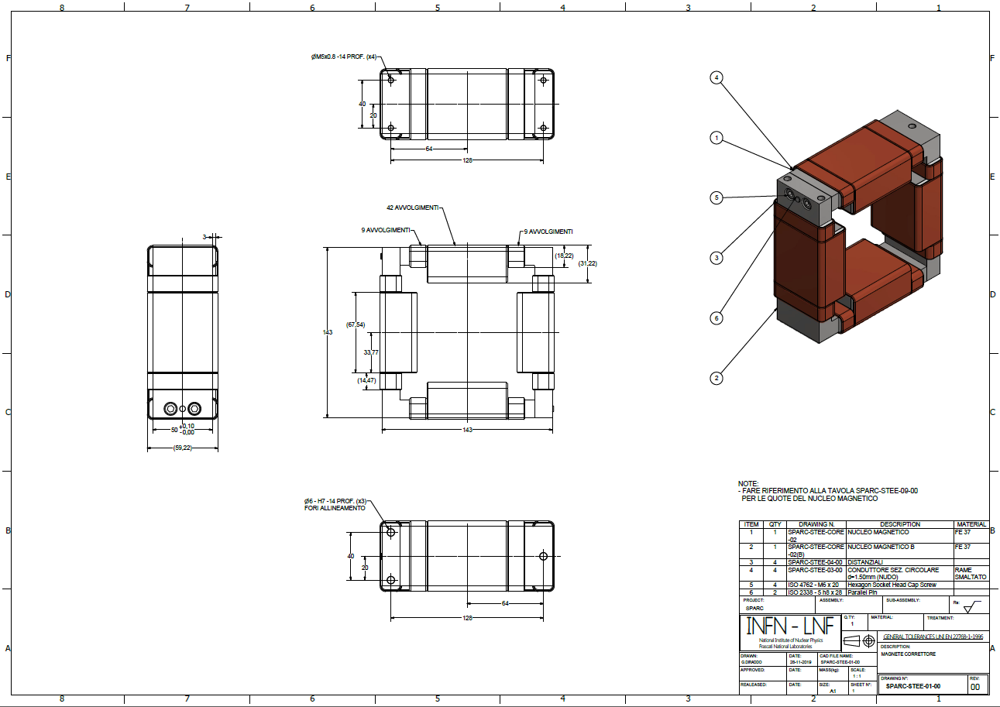 8 7 6 5 4 3 2 1
F
E
D
C
B
A
F
E
D
C
B
A
ØM5x0.8 -14 PROF. (x4)
40
20
64
128
42 AVVOLGIMENTI
9 AVVOLGIMENTI
9 AVVOLGIMENTI
(18,22)
(31,22)
3
(67,54)
143
33,77
(14,47)
143
50 +0,10
-0,00
(59,22)
Ø6 - H7 -14 PROF. (x3)
FORI ALLINEAMENTO
40
20
64
128
4
1
5
3
6
2
NOTE:
- FARE RIFERIMENTO ALLA TAVOLA SPARC-STEE-09-00
PER LE QUOTE DEL NUCLEO MAGNETICO
ITEM QTY DRAWING N. DESCRIPTION MATERIAL
1 1 SPARC-STEE-CORE NUCLEO MAGNETICO FE 37
-02
2 1 SPARC-STEE-CORE NUCLEO MAGNETICO B FE 37
-02(B)
3 4 SPARC-STEE-04-00 DISTANZIALI
4 4 SPARC-STEE-03-00 CONDUTTORE SEZ. CIRCOLARE RAME
d=1.50mm (NUDO) SMALTATO
5 4 ISO 4762 - M6 x 20 Hexagon Socket Head Cap Screw
6 2 ISO 2338 - 5 h8 x 28 Parallel Pin
PROJECT: ASSEMBLY: SUB-ASSEMBLY: Ra:
SPARC
INFN - LNF
National Institute of Nuclear Physics
Frascati National Laboratories
Q.TY: MATERIAL: TREATMENT:
1
GENERAL TOLERANCES UNI EN 22768-1-1996
DESCRIPTION:
MAGNETE CORRETTORE
DRAWN: DATE: CAD FILE NAME:
G.DIRADDO 28-11-2019 SPARC-STEE-01-00
APPROVED: DATE: MASS(kg): SCALE:
1 : 1
REALEASED: DATE: SIZE: SHEET N°:
A1 1
DRAWING N°: REV:
SPARC-STEE-01-00 00
8 7 6 5 4 3 2 1